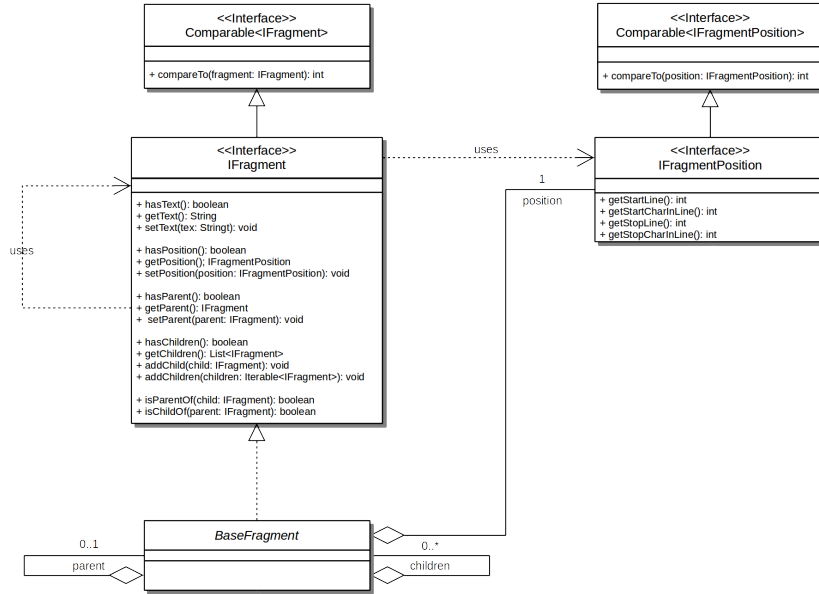 <<Interface>>
Comparable<IFragment>
+ compareTo(fragment: IFragment): int
<<Interface>>
Comparable<IFragmentPosition>
+ compareTo(position: IFragmentPosition): int
<<Interface>>
IFragment
+ hasText(): boolean
+ getText(): String
+ setText(tex: Stringt): void
+ hasPosition(): boolean
+ getPosition(); IFragmentPosition
+ setPosition(position: IFragmentPosition): void
+ hasParent(): boolean
+ getParent(): IFragment
+ setParent(parent: IFragment): void
+ hasChildren(): boolean
+ getChildren(): List<IFragment>
+ addChild(child: IFragment): void
+ addChildren(children: Iterable<IFragment>): void
+ isParentOf(child: IFragment): boolean
+ isChildOf(parent: IFragment): boolean
uses
uses
<<Interface>>
IFragmentPosition
+ getStartLine(): int
+ getStartCharInLine(): int
+ getStopLine(): int
+ getStopCharInLine(): int
1
position
BaseFragment
0..1
parent
0..*
children